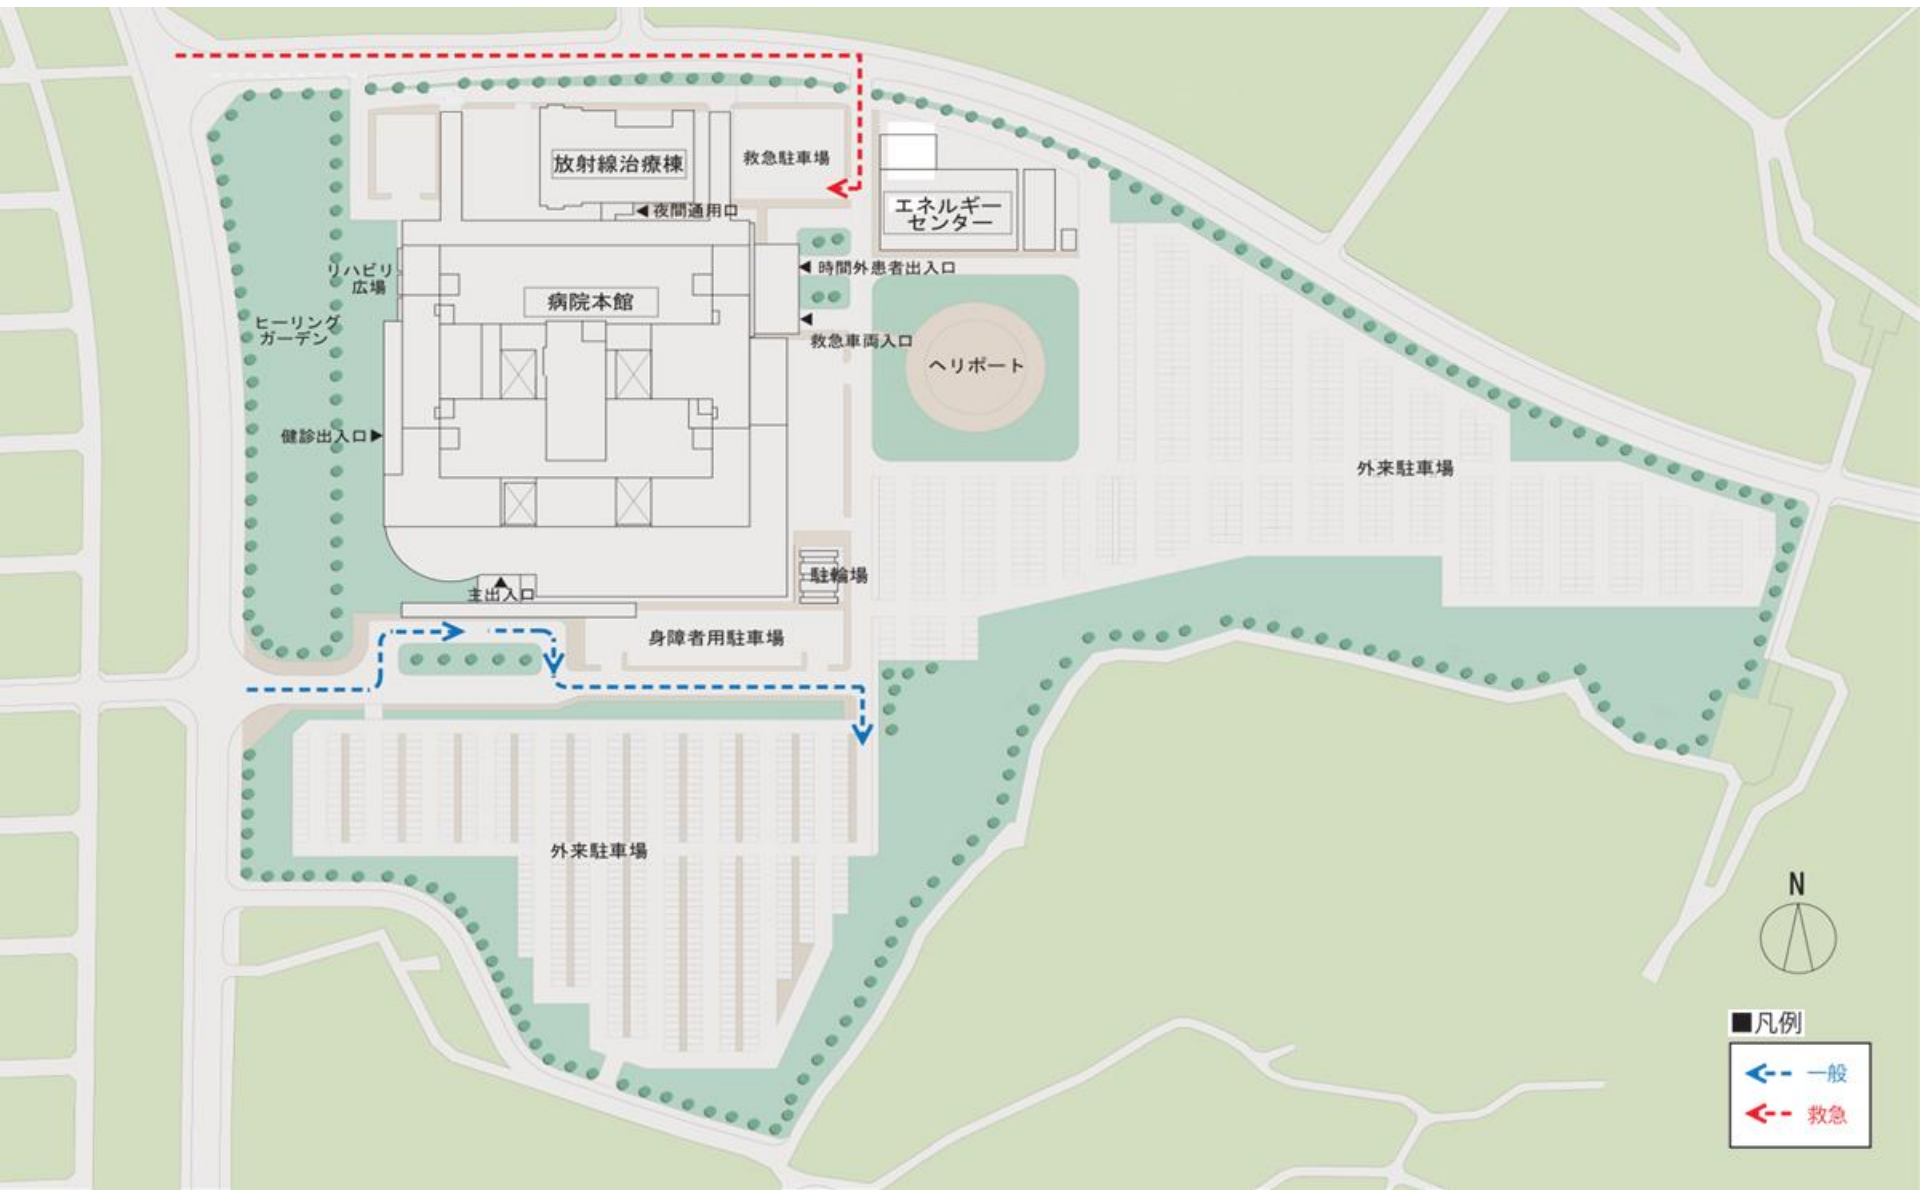 放射線治療棟
救急駐車場
◀夜間通用口
エネルギー
センター
リハビリ
広場
◀時間外患者出入口
病院本館
ヒーリング
ガーデン
◀
救急車両入口
ヘリポート
健診出入口▶
外来駐車場
駐輪場
▲
主出入口
身障者用駐車場
外来駐車場
N
■凡例
一般
救急